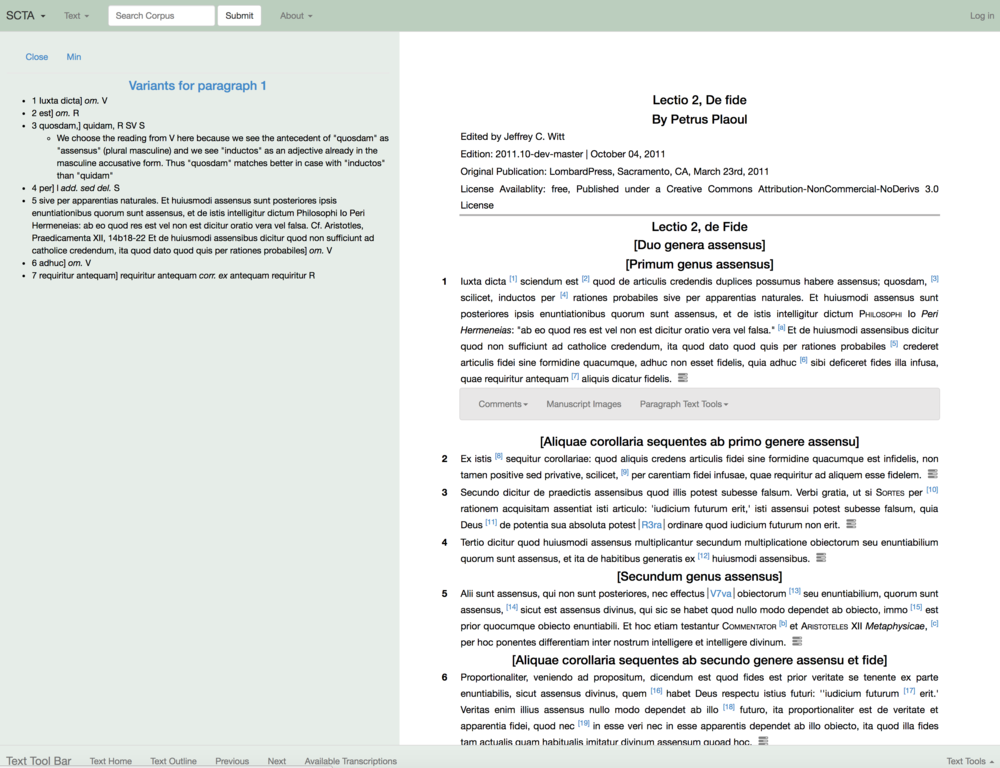 SCTA Text Search Corpus Submit About Log in
Close Min
Variants for paragraph 1
1 Iuxta dicta] om. V
2 est] om. R
3 quosdam,] quidam, R SV S
We choose the reading from V here because we see the antecedent of "quosdam" as
"assensus" (plural masculine) and we see "inductos" as an adjective already in the
masculine accusative form. Thus "quosdam" matches better in case with "inductos"
than "quidam"
4 per] l add. sed del. S
5 sive per apparentias naturales. Et huiusmodi assensus sunt posteriores ipsis
enuntiationibus quorum sunt assensus, et de istis intelligitur dictum Philosophi Io Peri
Hermeneias: ab eo quod res est vel non est dicitur oratio vera vel falsa. Cf. Aristotles,
Praedicamenta XII, 14b18-22 Et de huiusmodi assensibus dicitur quod non sufficiunt ad
catholice credendum, ita quod dato quod quis per rationes probabiles] om. V
6 adhuc] om. V
7 requiritur antequam] requiritur antequam corr. ex antequam requiritur R
Lectio 2, De fide
By Petrus Plaoul
Edited by Jeffrey C. Witt
Edition: 2011.10-dev-master | October 04, 2011
Original Publication: LombardPress, Sacramento, CA, March 23rd, 2011
License Availablity: free, Published under a Creative Commons Attribution-NonCommercial-NoDerivs 3.0
License
Lectio 2, de Fide
[Duo genera assensus]
[Primum genus assensus]
1 Iuxta dicta [1] sciendum est [2] quod de articulis credendis duplices possumus habere assensus; quosdam, [3]
scilicet, inductos per [4] rationes probabiles sive per apparentias naturales. Et huiusmodi assensus sunt
posteriores ipsis enuntiationibus quorum sunt assensus, et de istis intelligitur dictum Philosophi Io Peri
Hermeneias: "ab eo quod res est vel non est dicitur oratio vera vel falsa." [a] Et de huiusmodi assensibus dicitur
quod non sufficiunt ad catholice credendum, ita quod dato quod quis per rationes probabiles [5] crederet
articulis fidei sine formidine quacumque, adhuc non esset fidelis, quia adhuc [6] sibi deficeret fides illa infusa,
quae requiritur antequam [7] aliquis dicatur fidelis.
Comments Manuscript Images Paragraph Text Tools
[Aliquae corollaria sequentes ab primo genere assensu]
2 Ex istis [8] sequitur corollariae: quod aliquis credens articulis fidei sine formidine quacumque est infidelis, non
tamen positive sed privative, scilicet, [9] per carentiam fidei infusae, quae requiritur ad aliquem esse fidelem.
3 Secundo dicitur de praedictis assensibus quod illis potest subesse falsum. Verbi gratia, ut si Sortes per [10]
rationem acquisitam assentiat isti articulo: 'iudicium futurum erit,' isti assensui potest subesse falsum, quia
Deus [11] de potentia sua absoluta potest |R3ra| ordinare quod iudicium futurum non erit.
4 Tertio dicitur quod huiusmodi assensus multiplicantur secundum multiplicatione obiectorum seu enuntiabilium
quorum sunt assensus, et ita de habitibus generatis ex [12] huiusmodi assensibus.
[Secundum genus assensus]
5 Alii sunt assensus, qui non sunt posteriores, nec effectus |V7va| obiectorum [13] seu enuntiabilium, quorum sunt
assensus, [14] sicut est assensus divinus, qui sic se habet quod nullo modo dependet ab obiecto, immo [15] est
prior quocumque obiecto enuntiabili. Et hoc etiam testantur Commentator [b] et Aristoteles XII Metaphysicae, [c]
per hoc ponentes differentiam inter nostrum intelligere et intelligere divinum.
[Aliquae corollaria sequentes ab secundo genere assensu et fide]
6 Proportionaliter, veniendo ad propositum, dicendum est quod fides est prior veritate se tenente ex parte
enuntiabilis, sicut assensus divinus, quem [16] habet Deus respectu istius futuri: ''iudicium futurum [17] erit.'
Veritas enim illius assensus nullo modo dependet ab illo [18] futuro, ita proportionaliter est de veritate et
apparentia fidei, quod nec [19] in esse veri nec in esse apparentis dependet ab illo obiecto, ita quod illa fides
tam actualis quam habitualis imitatur divinum assensum quoad hoc.
Text Tool Bar Text Home Text Outline Previous Next Available Transcriptions Text Tools